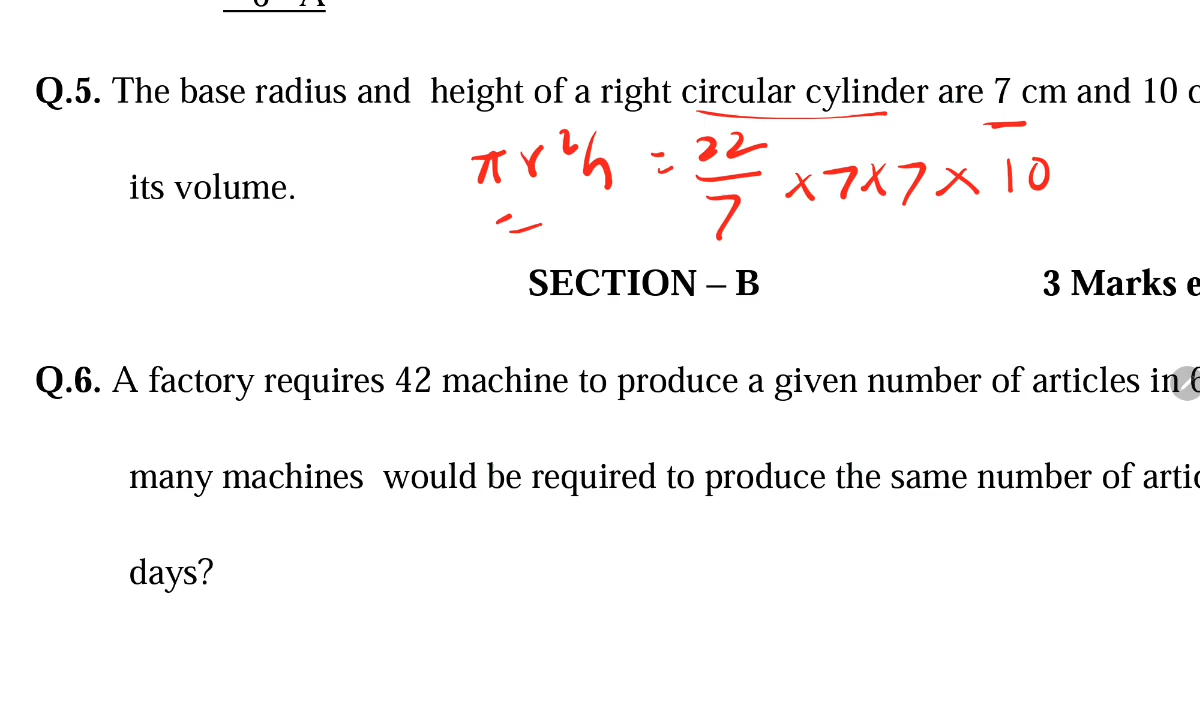 Q.5. The base radius and height of a right circular cylinder are 7 cm and 10
πr²h = 22/7 × 7 × 7 × 10
its volume.
=
SECTION – B 3 Marks
Q.6. A factory requires 42 machine to produce a given number of articles in
many machines would be required to produce the same number of
days?